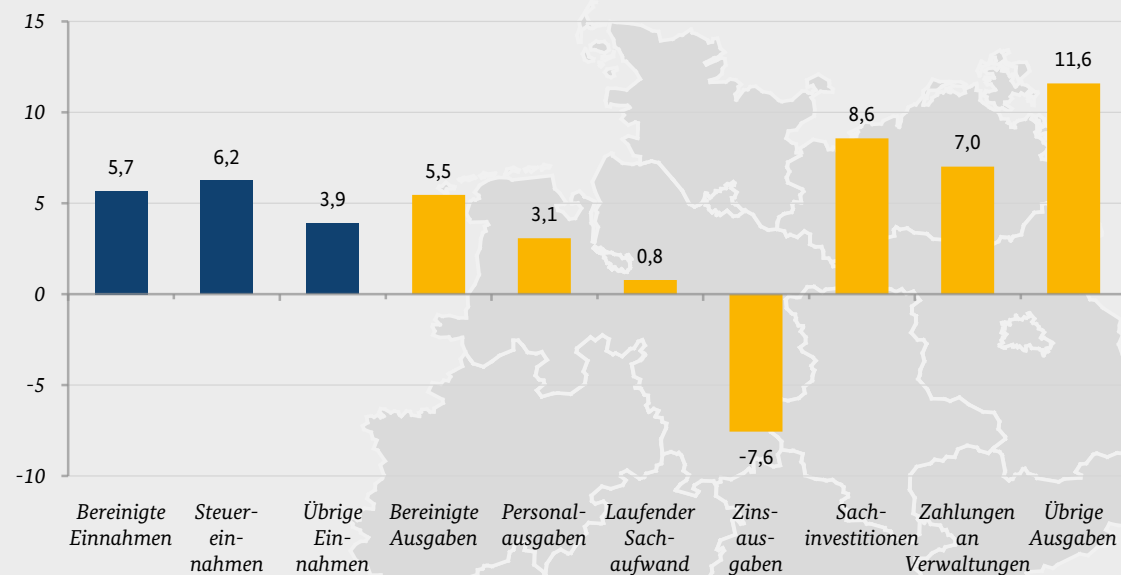 15
10
5
0
-5
-10
5,7
6,2
3,9
5,5
3,1
0,8
-7,6
8,6
7,0
11,6
Bereinigte
Einnahmen
Steuer-
ein-
nahmen
Übrige
Ein-
nahmen
Bereinigte
Ausgaben
Personal-
ausgaben
Laufender
Sach-
aufwand
Zins-
aus-
gaben
Sach-
investitionen
Zahlungen
an
Verwaltungen
Übrige
Ausgaben